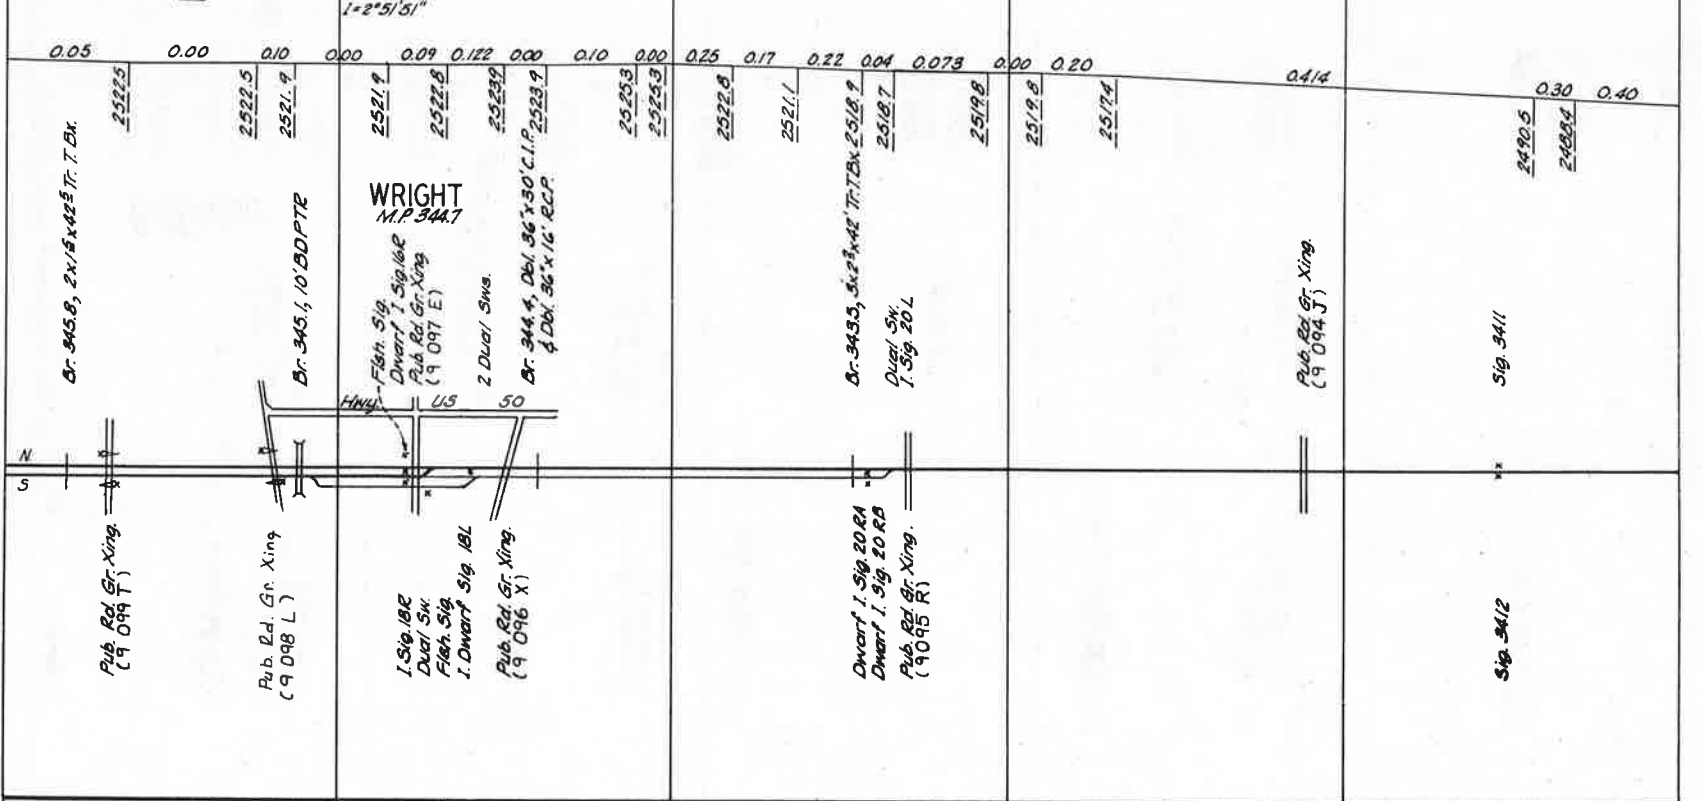 I=2°51'51"
0.05 0.00 0.10 0.00 0.09 0.122 0.00 0.10 0.00 0.25 0.17 0.22 0.04 0.073 0.00 0.20 0.414 0.30 0.40
2522.5
2522.5
2521.9
2521.9
2522.8
2523.9
2523.9
2525.3
2525.3
2522.8
2521.1
2518.9
2518.7
2519.8
2519.8
2517.4
2490.5
2488.4
Br. 345.8, Tr. T. Bx.
Br. 345.1, 10' BDPTR
WRIGHT
M.P. 344.7
Flsh. Sig.
Dwarf I Sig. 16R
Pub. Rd. Gr. Xing
(9 097 E)
2 Dual Sws.
Br. 344.4, Dbl. 36"x30' C.I.P.
& Dbl. 36"x16' R.C.P.
Br. 343.5, Tr. T. Bx.
Dual Sw.
I. Sig. 20L
Pub. Rd. Gr. Xing.
(9 094 J)
Sig. 3411
Hwy US 50
N
S
Pub. Rd. Gr. Xing.
(9 099 T)
Pub. Rd. Gr. Xing
(9 098 L)
I. Sig. 18R
Dual Sw.
Flsh. Sig.
I. Dwarf Sig. 18L
Pub. Rd. Gr. Xing.
(9 096 X)
Dwarf I. Sig. 20 RA
Dwarf I. Sig. 20 RB
Pub. Rd. Gr. Xing.
(9 095 R)
Sig. 3412